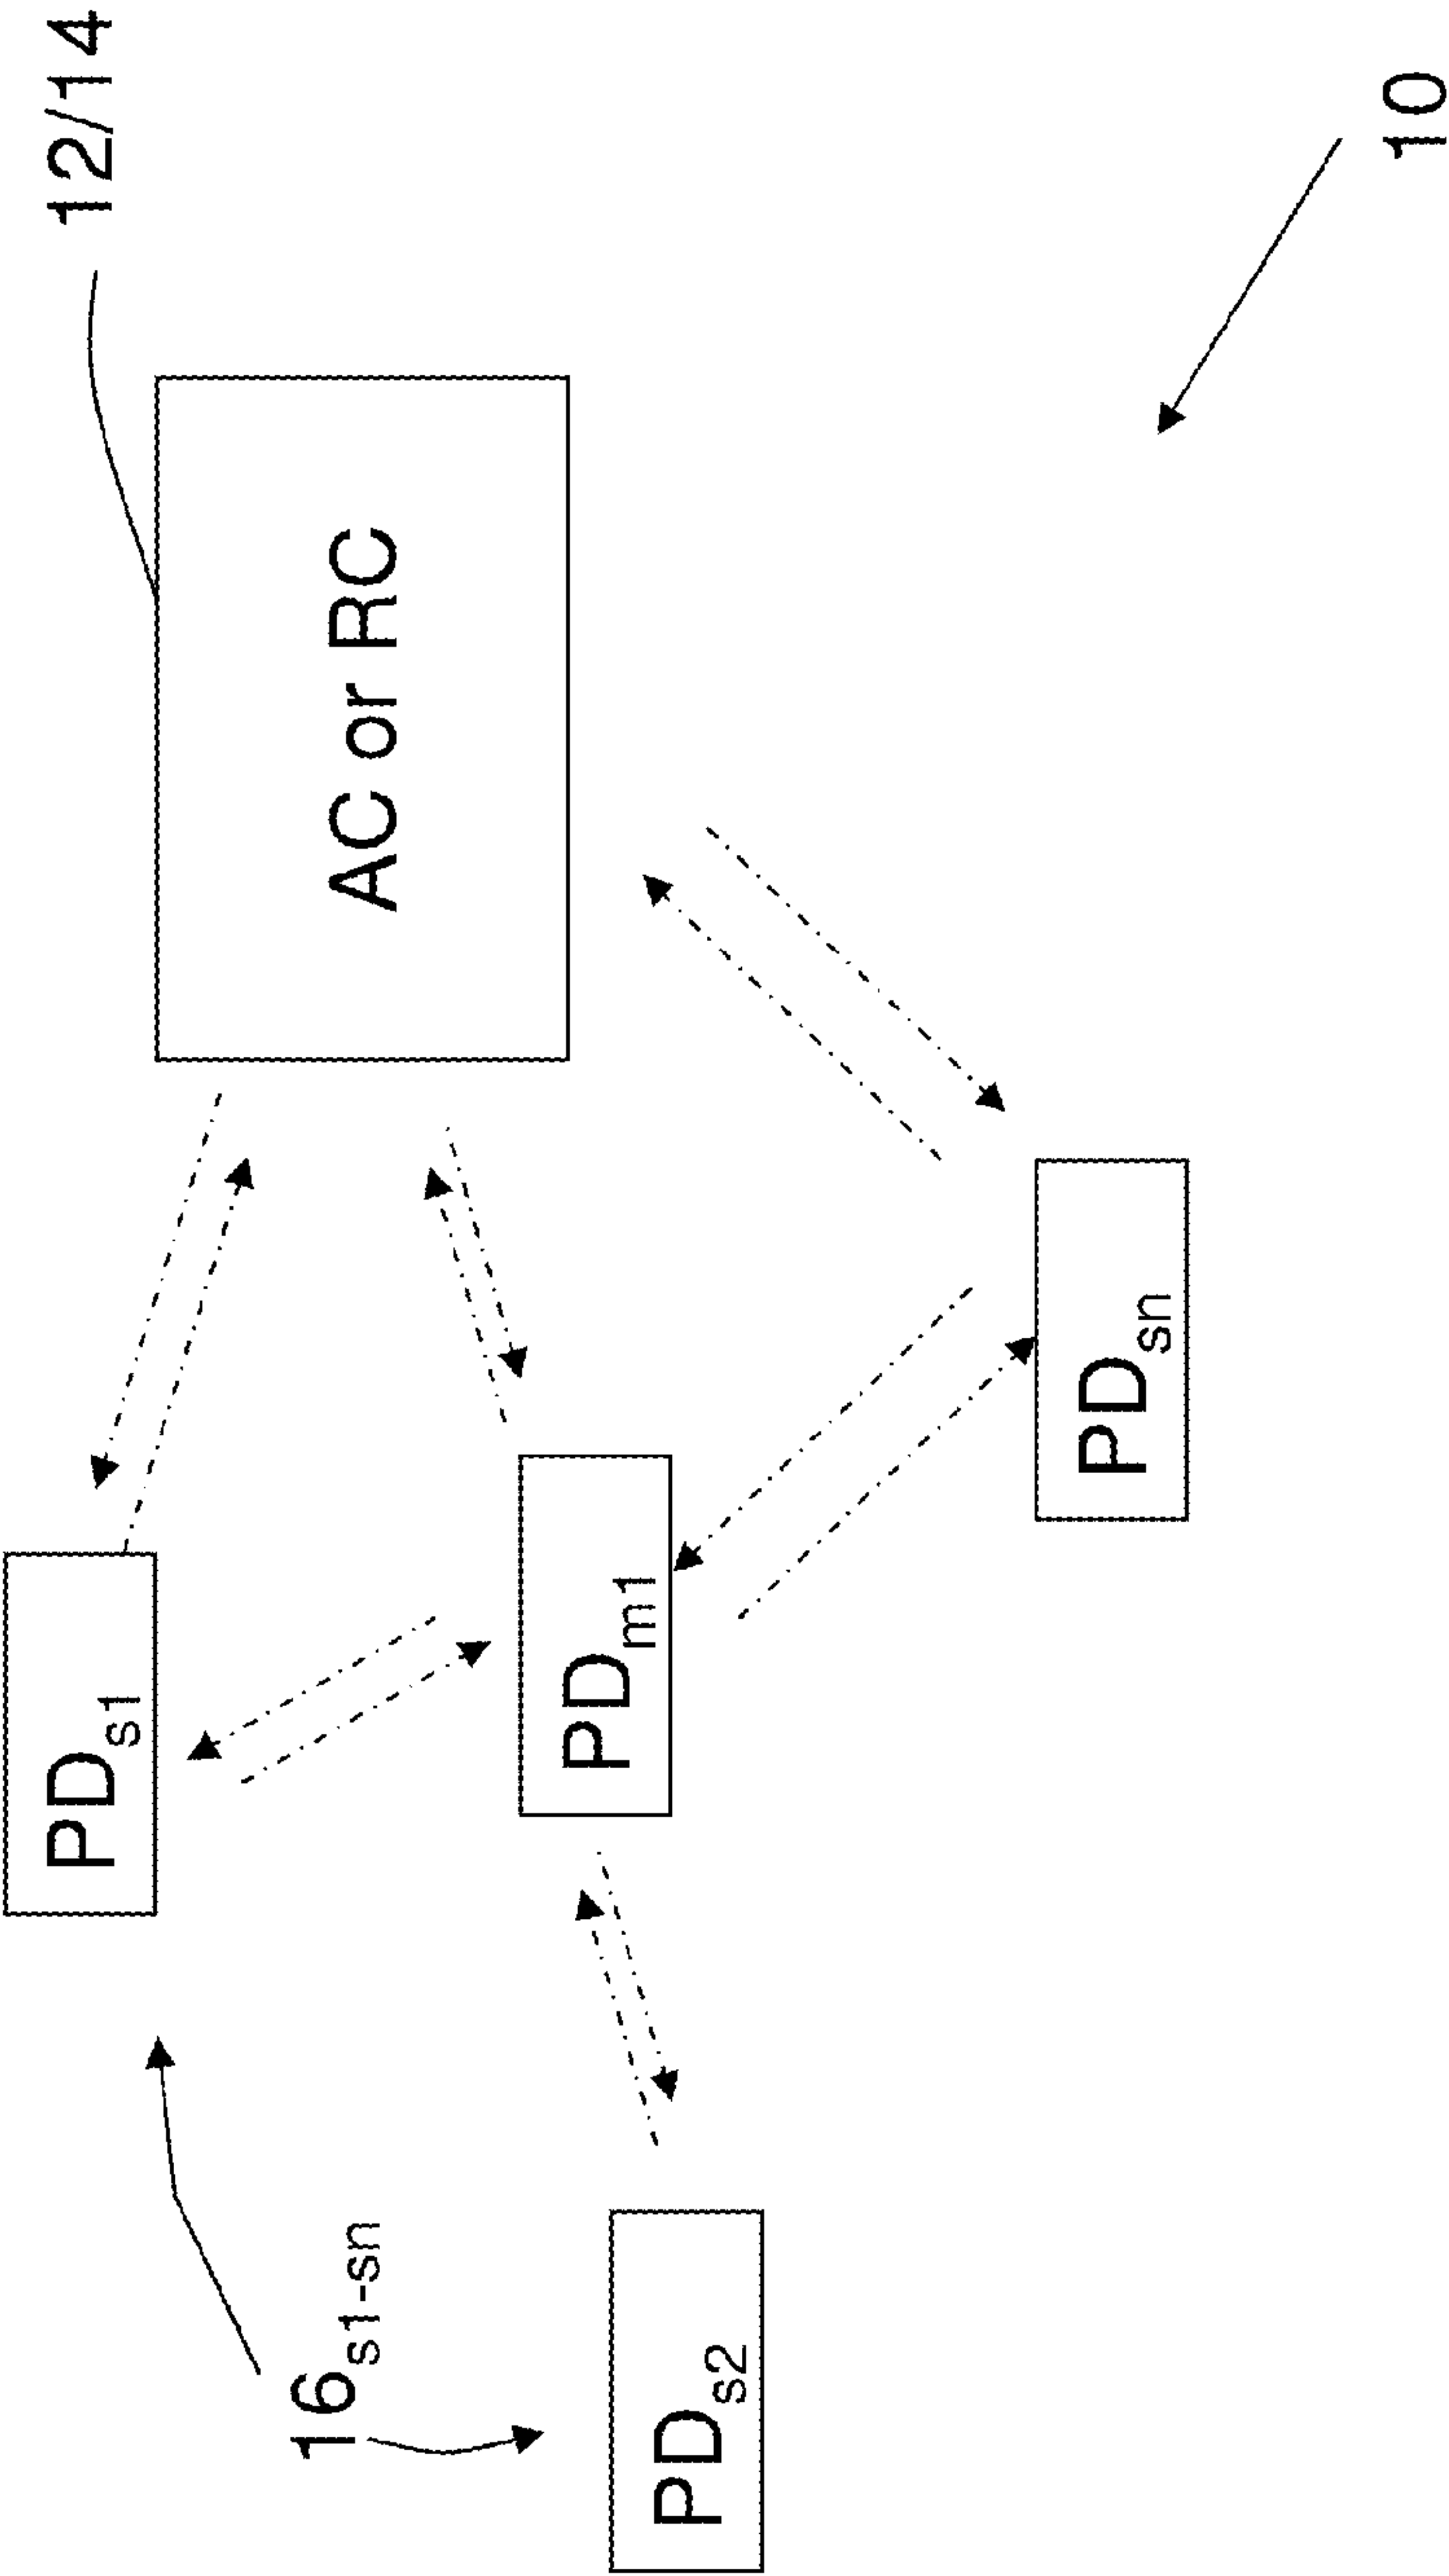 12/14
AC or RC
10
PDs1
PDm1
PDsn
16s1-sn
PDs2